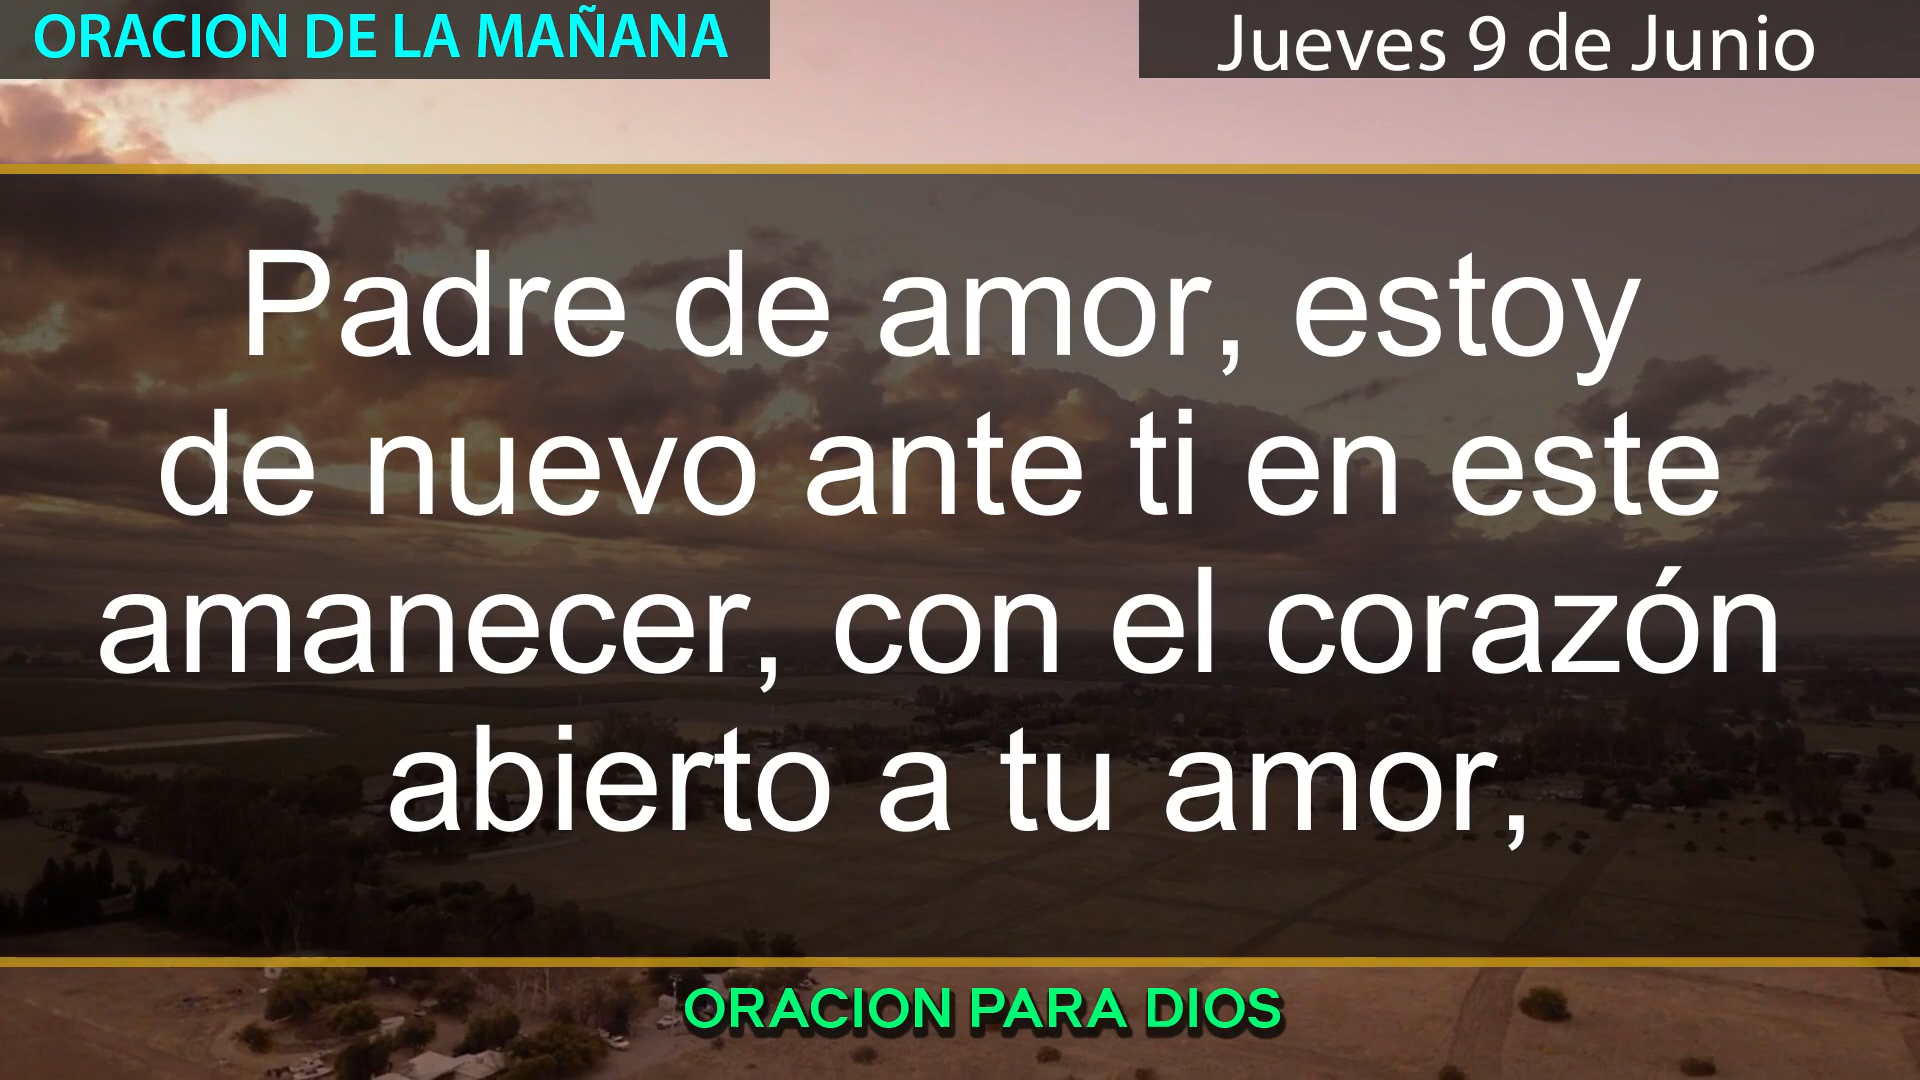 ORACION DE LA MAÑANA
Jueves 9 de Junio
Padre de amor, estoy
de nuevo ante ti en este
amanecer, con el corazón
abierto a tu amor,
ORACION PARA DIOS